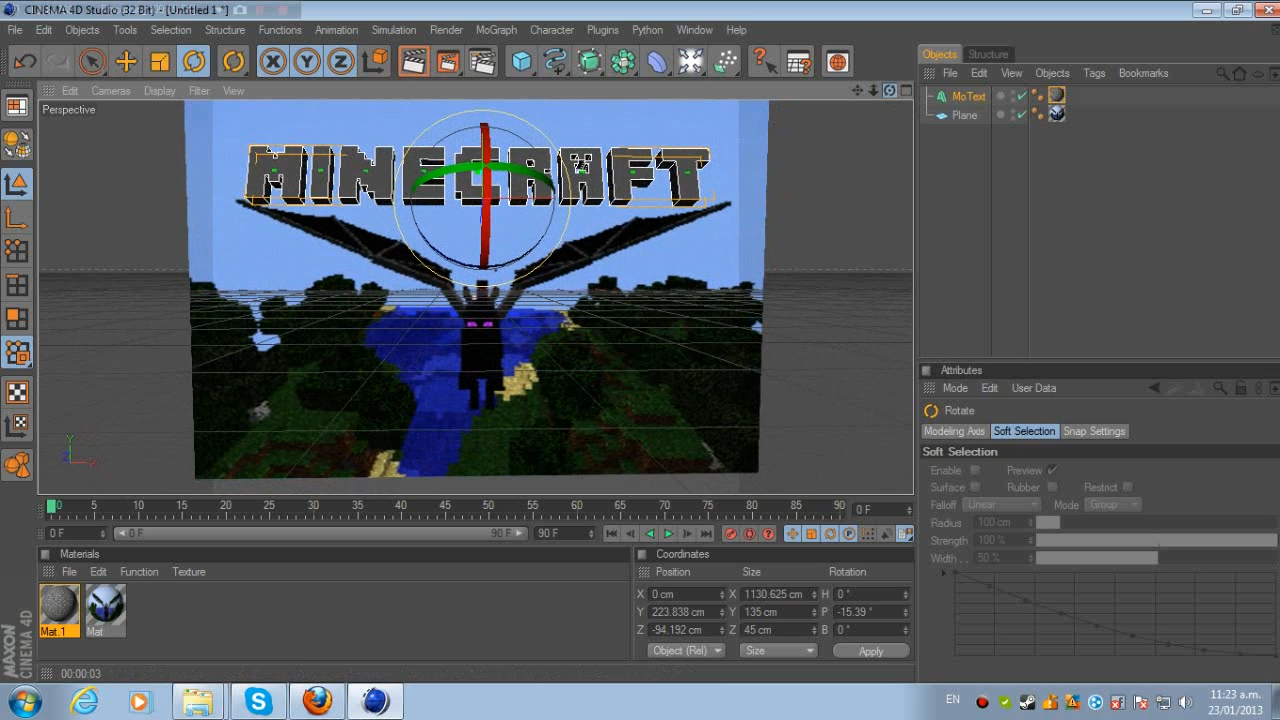 CINEMA 4D Studio (32 Bit) - [Untitled 1 *]
File Edit Objects Tools Selection Structure Functions Animation Simulation Render MoGraph Character Plugins Python Window Help
X Y Z
Edit Cameras Display Filter View
Perspective
MINECRAFT
Y
Z X
0 5 10 15 20 25 30 35 40 45 50 55 60 65 70 75 80 85 90 0 F
0 F 0 F 90 F 90 F
Materials
File Edit Function Texture
Mat.1 Mat
Coordinates
Position Size Rotation
X 0 cm X 1130.625 cm H 0 °
Y 223.838 cm Y 135 cm P -15.39 °
Z -94.192 cm Z 45 cm B 0 °
Object (Rel) Size Apply
00:00:03
MAXON
CINEMA 4D
Objects Structure
File Edit View Objects Tags Bookmarks
MoText
Plane
Attributes
Mode Edit User Data
Rotate
Modeling Axis Soft Selection Snap Settings
Soft Selection
Enable Preview
Surface Rubber Restrict
Falloff Linear Mode Group
Radius 100 cm
Strength 100 %
Width . . 50 %
EN
11:23 a.m.
23/01/2013